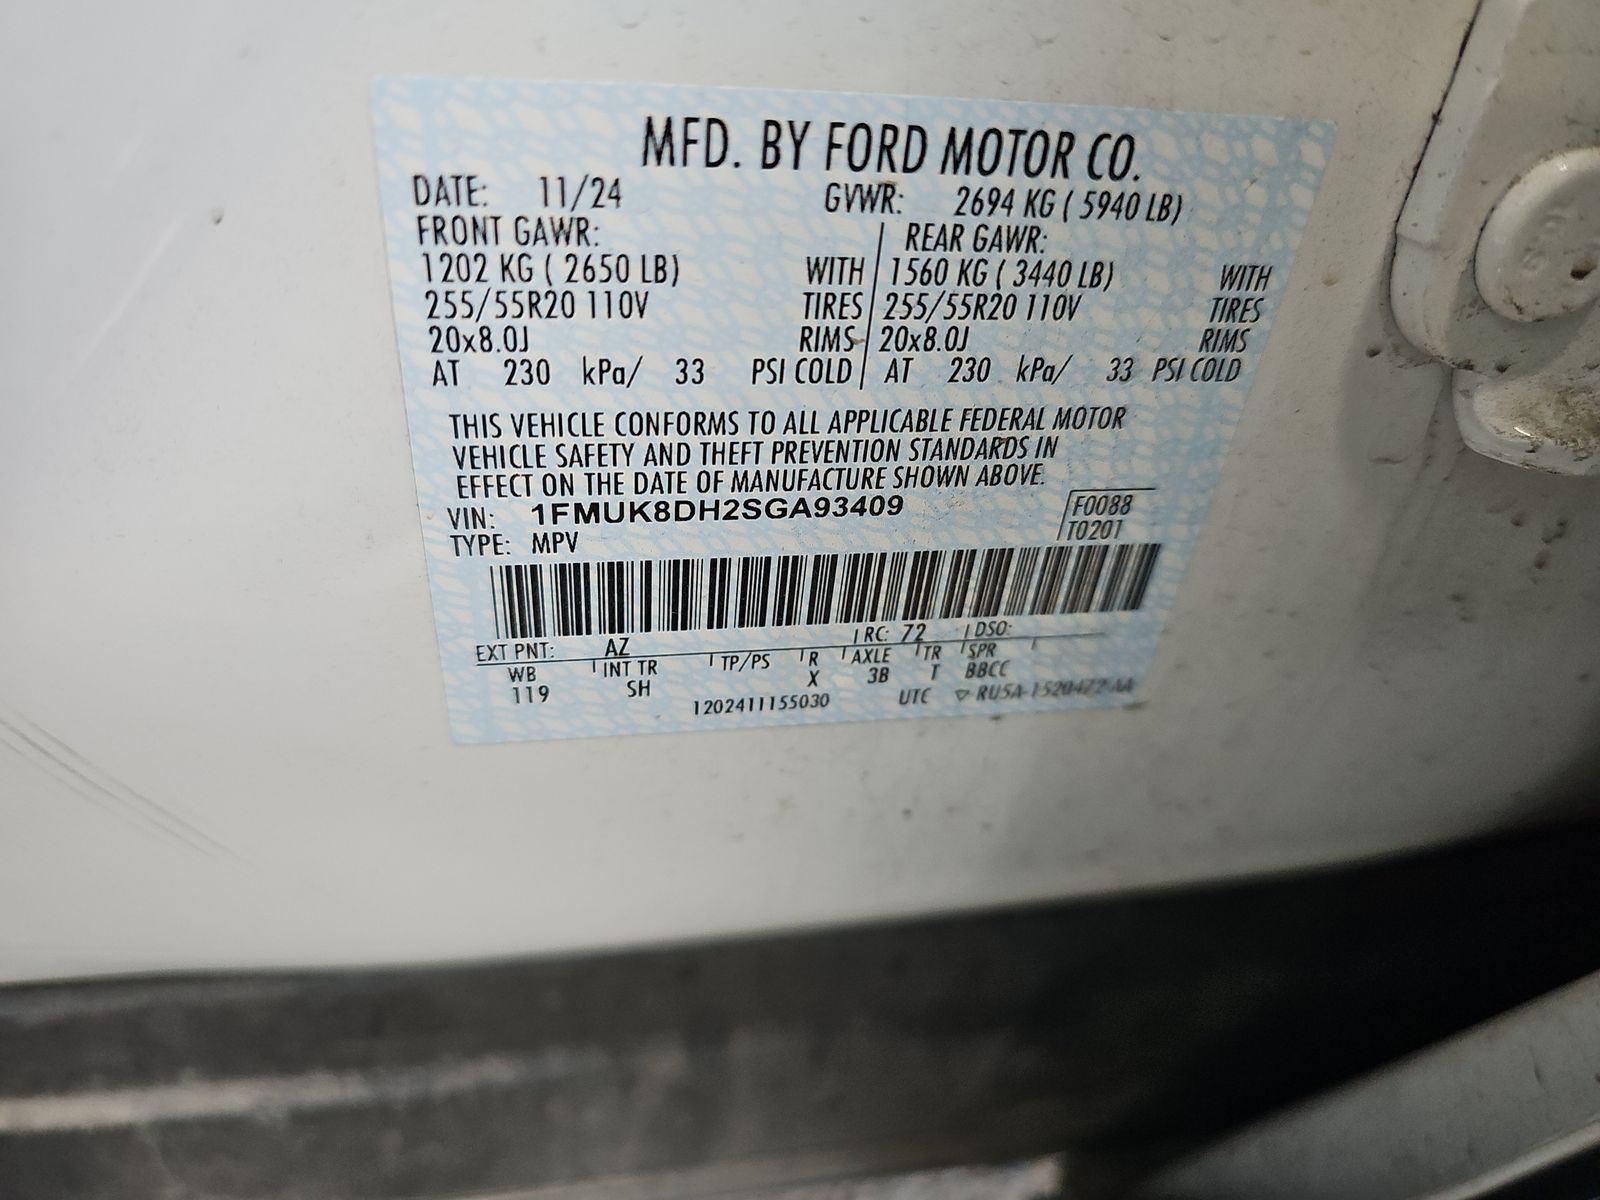 MFD. BY FORD MOTOR CO.
DATE: 11/24 GVWR: 2694 KG ( 5940 LB)
FRONT GAWR: REAR GAWR:
1202 KG ( 2650 LB) WITH 1560 KG ( 3440 LB) WITH
255/55R20 110V TIRES 255/55R20 110V TIRES
20x8.0J RIMS 20x8.0J RIMS
AT 230 kPa/ 33 PSI COLD AT 230 kPa/ 33 PSI COLD
THIS VEHICLE CONFORMS TO ALL APPLICABLE FEDERAL MOTOR
VEHICLE SAFETY AND THEFT PREVENTION STANDARDS IN
EFFECT ON THE DATE OF MANUFACTURE SHOWN ABOVE.
VIN: 1FMUK8DH2SGA93409 F0088
TYPE: MPV T0201
EXT PNT: AZ RC: 72 DSO:
WB INT TR TP/PS R AXLE TR SPR
119 SH X 3B T BBCC
1202411155030 UTC